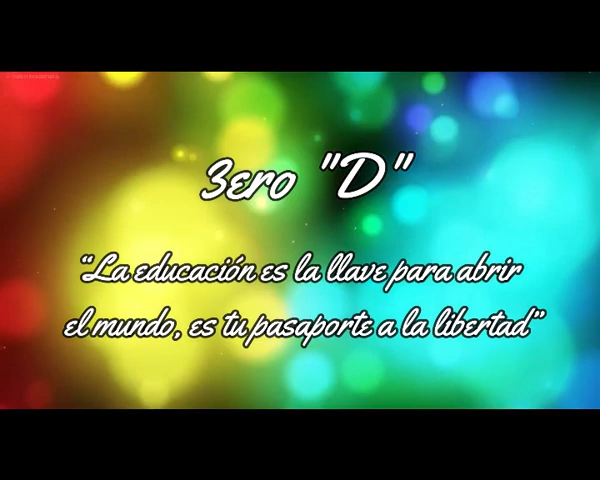 3ero "D"
“La educación es la llave para abrir
el mundo, es tu pasaporte a la libertad”